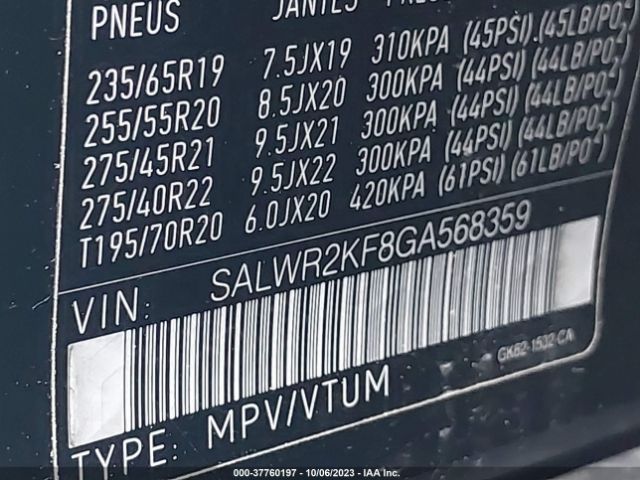 PNEUS JANTES
235/65R19 7.5JX19 310KPA (45PSI).(45LB/PO²)
255/55R20 8.5JX20 300KPA (44PSI) (44LB/PO²)
275/45R21 9.5JX21 300KPA (44PSI) (44LB/PO²)
275/40R22 9.5JX22 300KPA (44PSI) (44LB/PO²)
T195/70R20 6.0JX20 420KPA (61PSI) (61LB/PO²)
VIN: SALWR2KF8GA568359
GK62-1532-CA
TYPE: MPV/VTUM
000-37760197 - 10/06/2023 - IAA Inc.